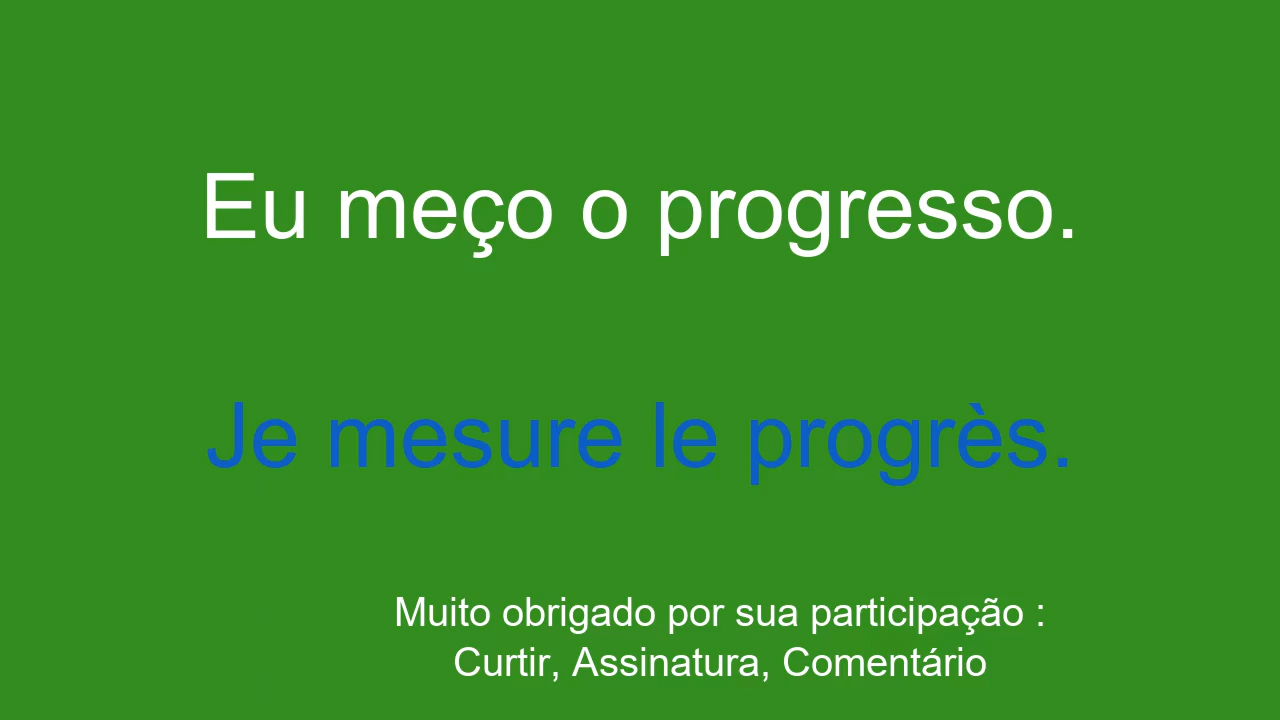 Eu meço o progresso.
Je mesure le progrès.
Muito obrigado por sua participação :
Curtir, Assinatura, Comentário